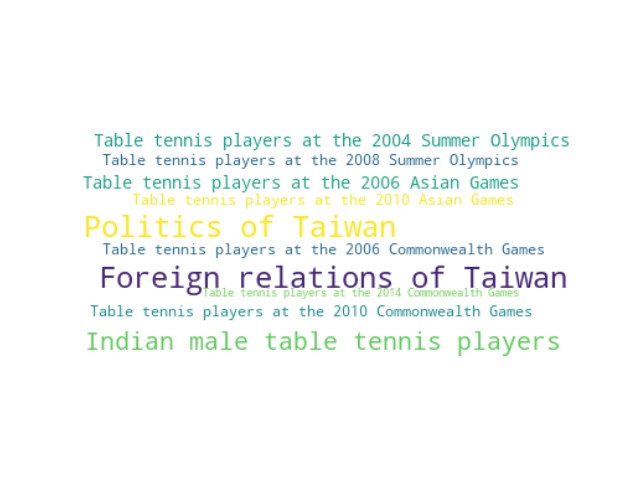 Table tennis players at the 2004 Summer Olympics
Table tennis players at the 2008 Summer Olympics
Table tennis players at the 2006 Asian Games
Table tennis players at the 2010 Asian Games
Politics of Taiwan
Table tennis players at the 2006 Commonwealth Games
Foreign relations of Taiwan
Table tennis players at the 2014 Commonwealth Games
Table tennis players at the 2010 Commonwealth Games
Indian male table tennis players